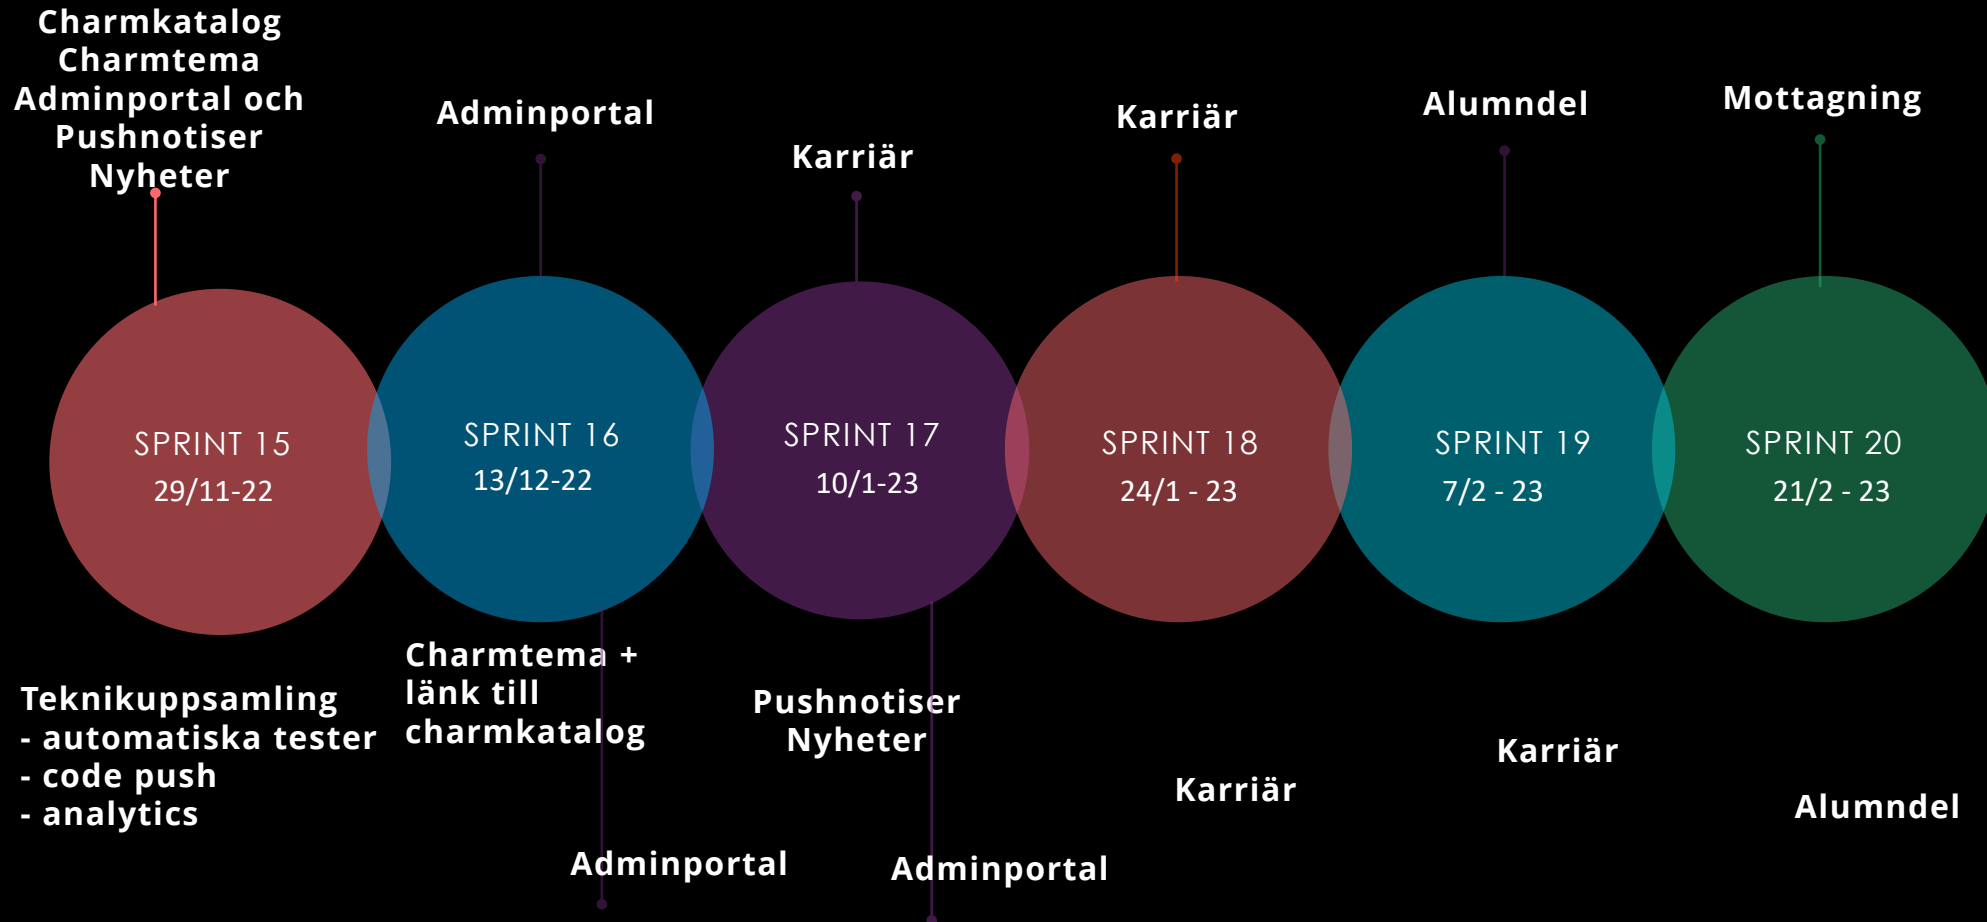 Charmkatalog
Charmtema
Adminportal och
Pushnotiser
Nyheter
Adminportal
Karriär
Karriär
Alumndel
Mottagning
SPRINT 15
29/11-22
SPRINT 16
13/12-22
SPRINT 17
10/1-23
SPRINT 18
24/1 - 23
SPRINT 19
7/2 - 23
SPRINT 20
21/2 - 23
Teknikuppsamling
- automatiska tester
- code push
- analytics
Charmtema +
länk till
charmkatalog
Adminportal
Pushnotiser
Nyheter
Adminportal
Karriär
Karriär
Alumndel